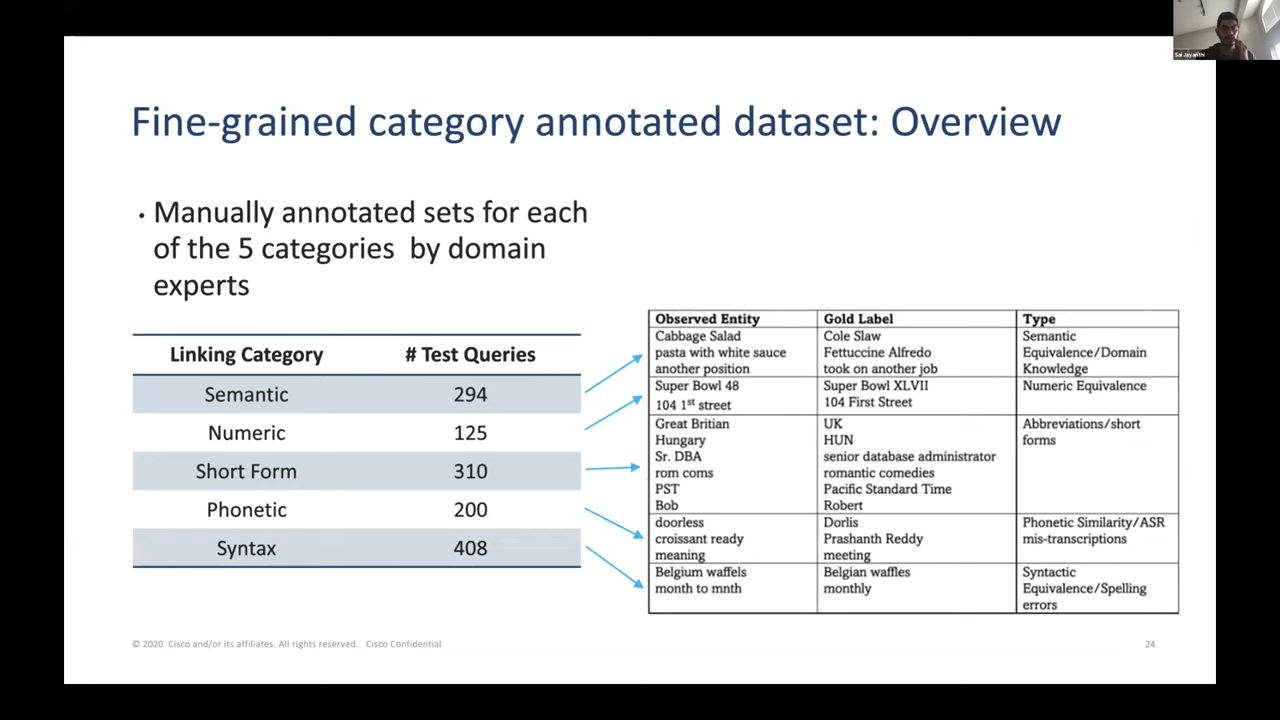 Sai Jayanthi
Fine-grained category annotated dataset: Overview
• Manually annotated sets for each
of the 5 categories by domain
experts
Linking Category # Test Queries
Semantic 294
Numeric 125
Short Form 310
Phonetic 200
Syntax 408
Observed Entity Gold Label Type
Cabbage Salad Cole Slaw Semantic
pasta with white sauce Fettuccine Alfredo Equivalence/Domain
another position took on another job Knowledge
Super Bowl 48 Super Bowl XLVII Numeric Equivalence
104 1st street 104 First Street
Great Britian UK Abbreviations/short
Hungary HUN forms
Sr. DBA senior database administrator
rom coms romantic comedies
PST Pacific Standard Time
Bob Robert
doorless Dorlis Phonetic Similarity/ASR
croissant ready Prashanth Reddy mis-transcriptions
meaning meeting
Belgium waffels Belgian waffles Syntactic
month to mnth monthly Equivalence/Spelling
errors
© 2020 Cisco and/or its affiliates. All rights reserved. Cisco Confidential
24